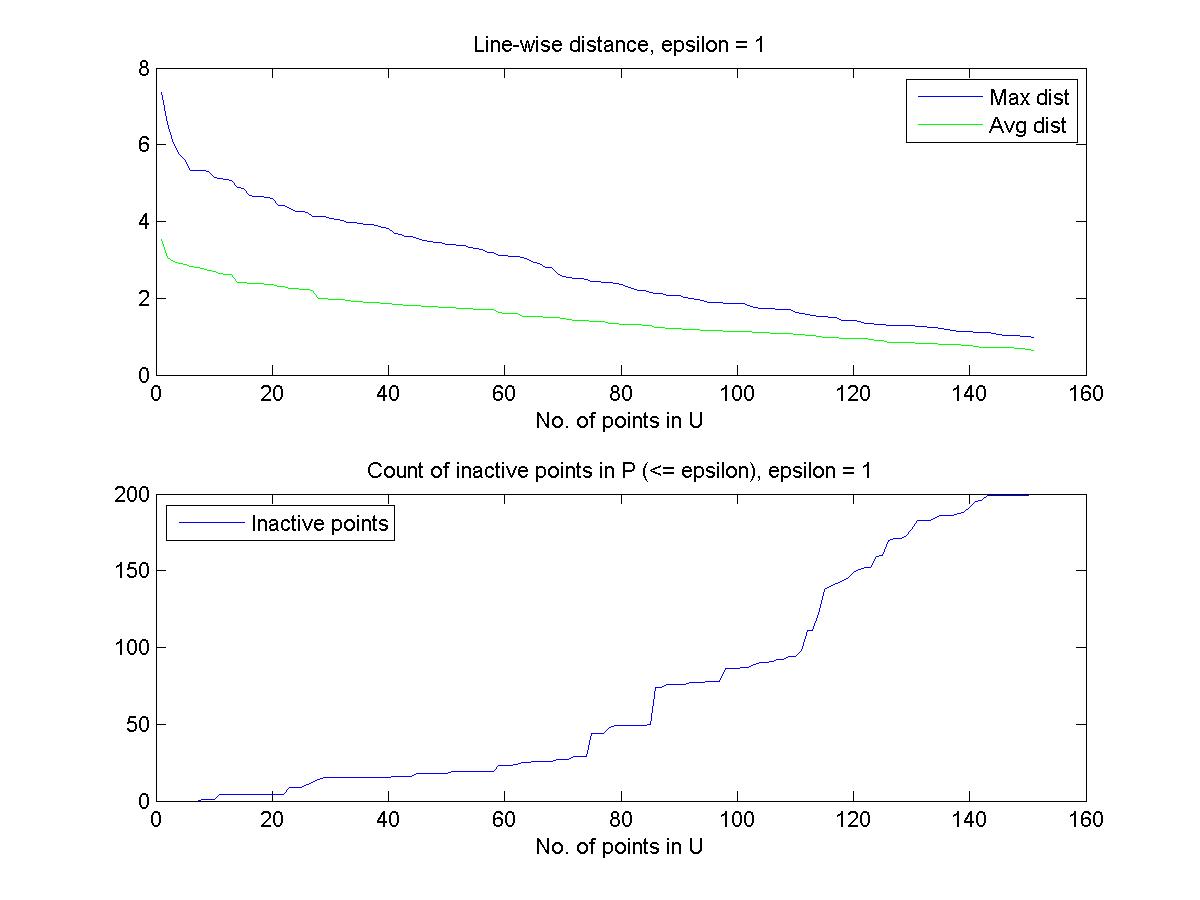 Line-wise distance, epsilon = 1
8
6
4
2
0
Max dist
Avg dist
0 20 40 60 80 100 120 140 160
No. of points in U
Count of inactive points in P (<= epsilon), epsilon = 1
200
150
100
50
0
Inactive points
0 20 40 60 80 100 120 140 160
No. of points in U